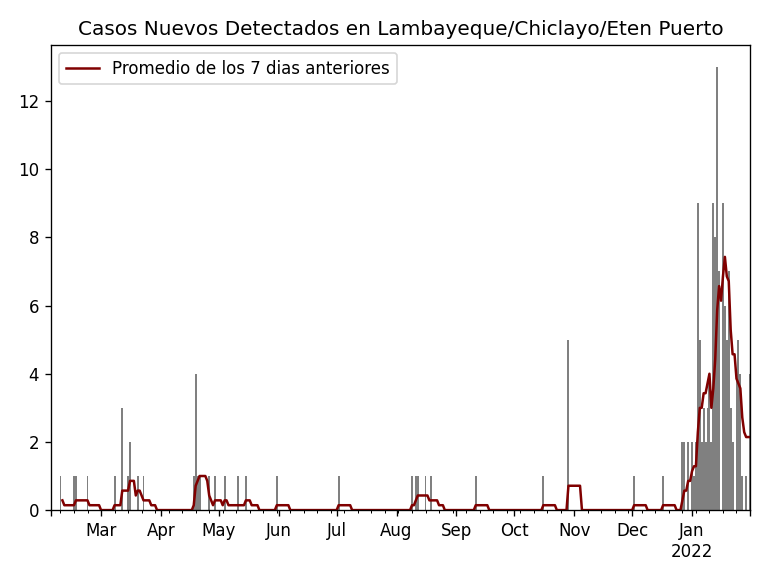 Casos Nuevos Detectados en Lambayeque/Chiclayo/Eten Puerto
Promedio de los 7 dias anteriores
12
10
8
6
4
2
0
Mar Apr May Jun Jul Aug Sep Oct Nov Dec Jan
2022